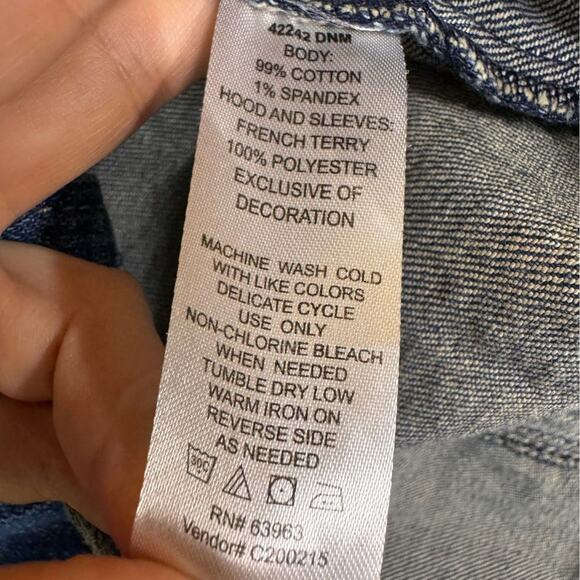 42242 DNM
BODY:
99% COTTON
1% SPANDEX
HOOD AND SLEEVES:
FRENCH TERRY
100% POLYESTER
EXCLUSIVE OF
DECORATION
MACHINE WASH COLD
WITH LIKE COLORS
DELICATE CYCLE
USE ONLY
NON-CHLORINE BLEACH
WHEN NEEDED
TUMBLE DRY LOW
WARM IRON ON
REVERSE SIDE
AS NEEDED
30C
RN# 63963
Vendor# C200215